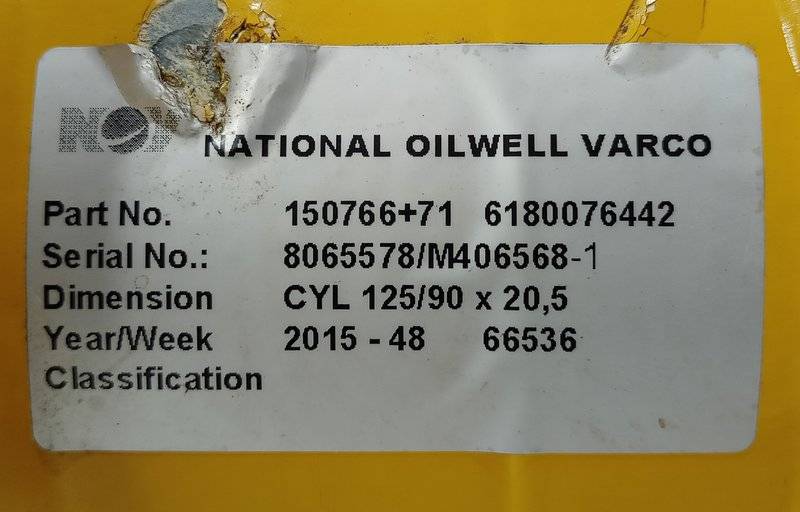 NOV
NATIONAL OILWELL VARCO
Part No. 150766+71 6180076442
Serial No.: 8065578/M406568-1
Dimension CYL 125/90 x 20,5
Year/Week 2015 - 48 66536
Classification